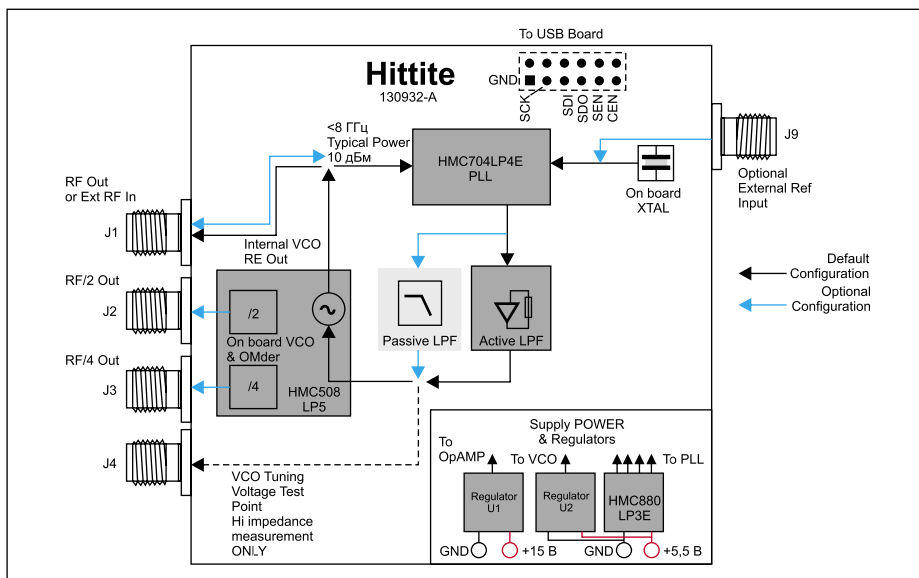 To USB Board
Hittite
130932-A
GND
SCK
SDI
SDO
SEN
CEN
<8 ГГц
Typical Power
10 дБм
HMC704LP4E
PLL
On board
XTAL
J9
Optional
External Ref
Input
RF Out
or Ext RF In
J1
Internal VCO
RE Out
RF/2 Out
J2
/2
On board VCO
& OMder
/4
HMC508
LP5
RF/4 Out
J3
J4
Passive LPF
Active LPF
Default
Configuration
Optional
Configuration
VCO Tuning
Voltage Test
Point
Hi impedance
measurement
ONLY
Supply POWER
& Regulators
To
OpAMP
To VCO
To PLL
Regulator
U1
Regulator
U2
HMC880
LP3E
GND
+15 В
GND
+5,5 В